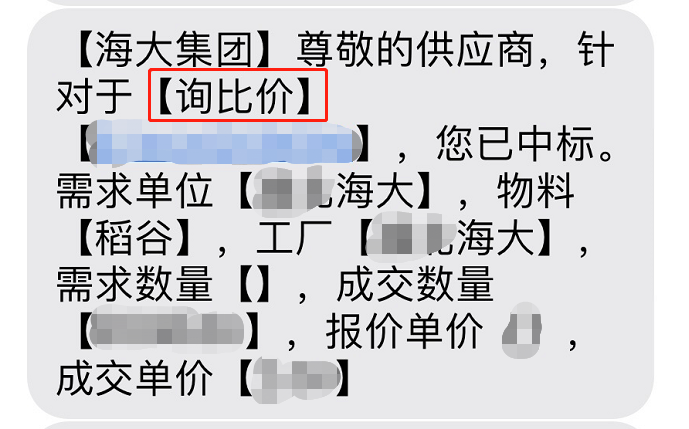 【海大集团】尊敬的供应商，针
对于【询比价】
【】，您已中标。
需求单位【海大】，物料
【稻谷】，工厂【海大】，
需求数量【】，成交数量
【】，报价单价 ，
成交单价【】